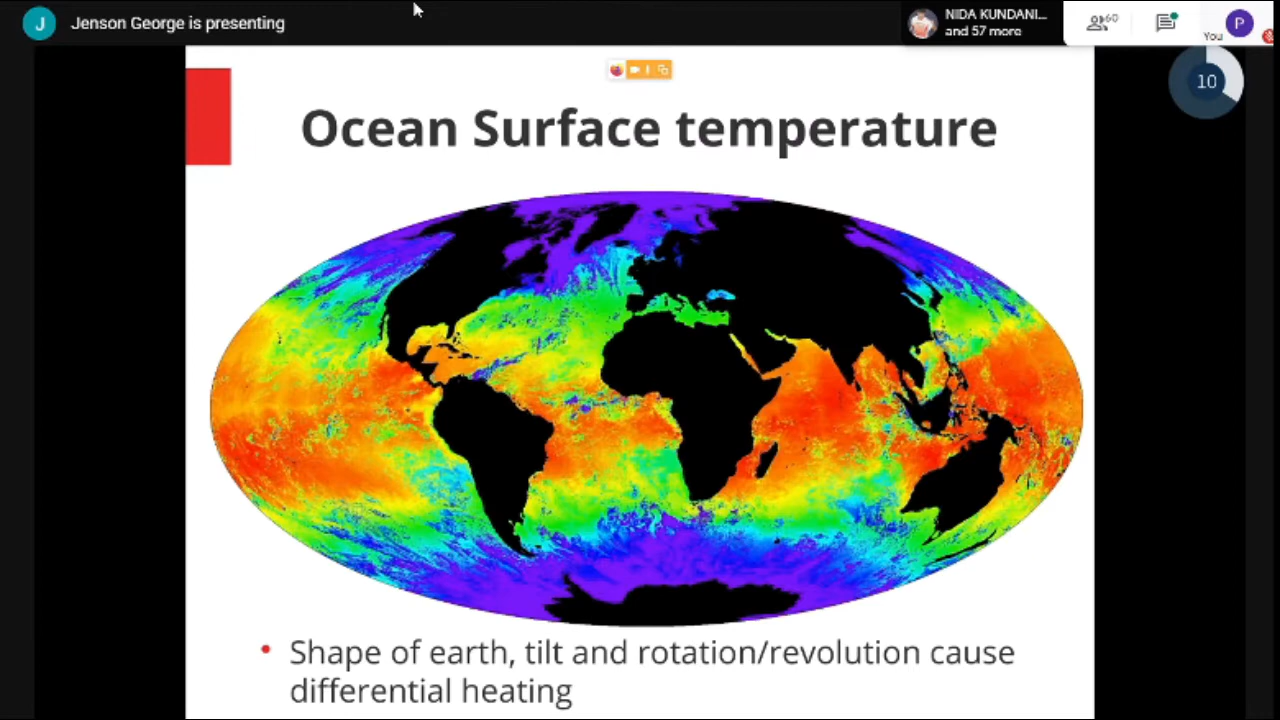 J Jenson George is presenting
NIDA KUNDANI...
and 57 more
60
You
P
10
Ocean Surface temperature
• Shape of earth, tilt and rotation/revolution cause
differential heating